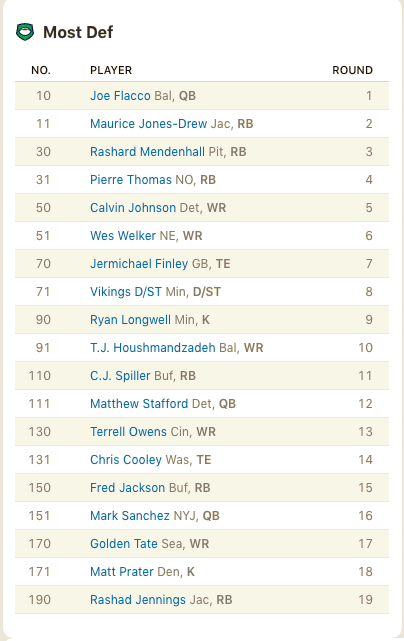 Most Def
NO. PLAYER ROUND
10 Joe Flacco Bal, QB 1
11 Maurice Jones-Drew Jac, RB 2
30 Rashard Mendenhall Pit, RB 3
31 Pierre Thomas NO, RB 4
50 Calvin Johnson Det, WR 5
51 Wes Welker NE, WR 6
70 Jermichael Finley GB, TE 7
71 Vikings D/ST Min, D/ST 8
90 Ryan Longwell Min, K 9
91 T.J. Houshmandzadeh Bal, WR 10
110 C.J. Spiller Buf, RB 11
111 Matthew Stafford Det, QB 12
130 Terrell Owens Cin, WR 13
131 Chris Cooley Was, TE 14
150 Fred Jackson Buf, RB 15
151 Mark Sanchez NYJ, QB 16
170 Golden Tate Sea, WR 17
171 Matt Prater Den, K 18
190 Rashad Jennings Jac, RB 19